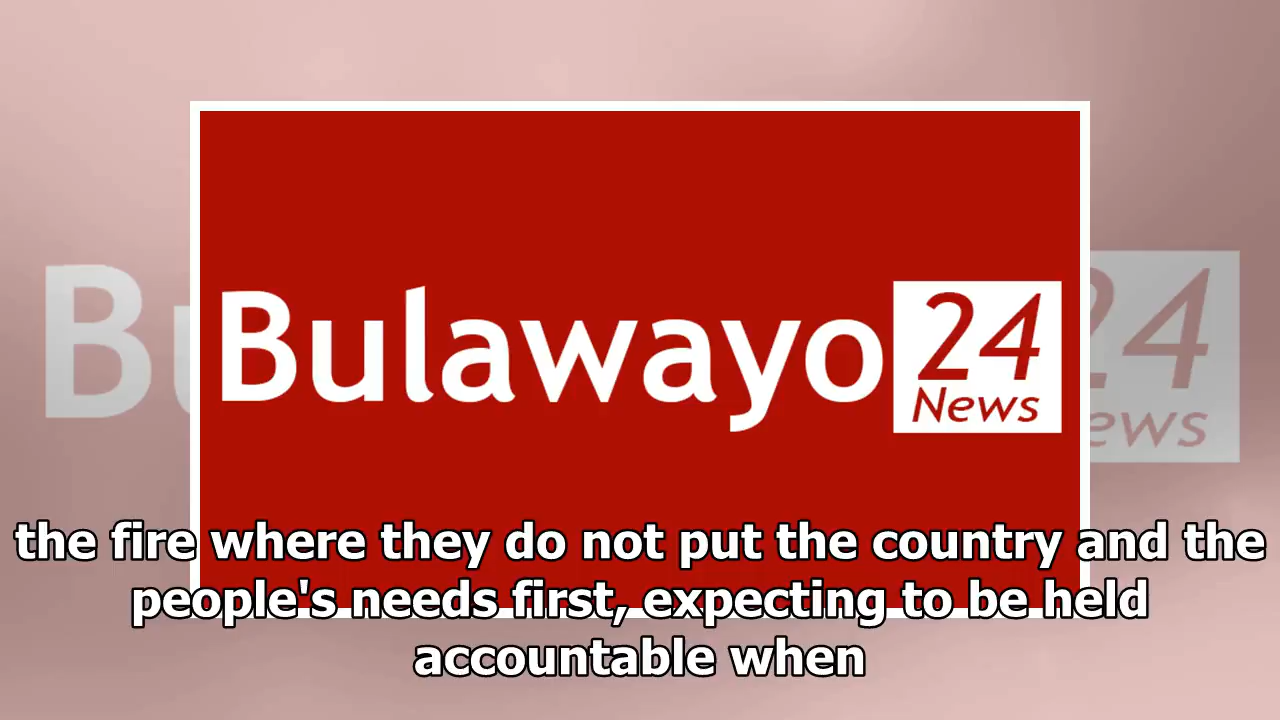 Bulawayo 24
News
the fire where they do not put the country and the
people's needs first, expecting to be held
accountable when